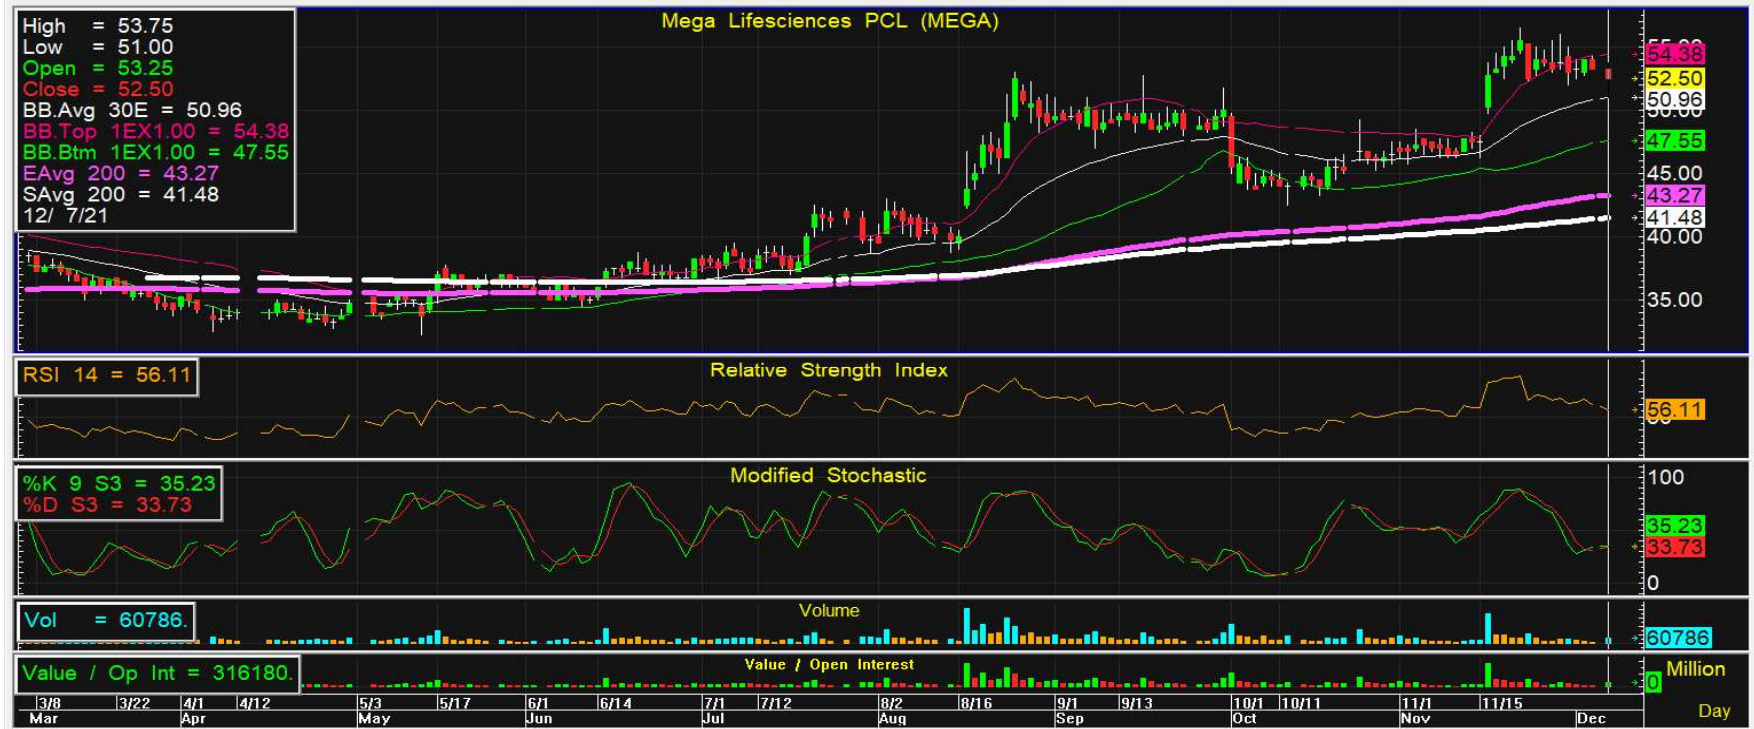 Mega Lifesciences PCL (MEGA)
High = 53.75
Low = 51.00
Open = 53.25
Close = 52.50
BB.Avg 30E = 50.96
BB.Top 1EX1.00 = 54.38
BB.Btm 1EX1.00 = 47.55
EAvg 200 = 43.27
SAvg 200 = 41.48
12/ 7/21
55.00
54.38
52.50
50.96
50.00
47.55
45.00
43.27
41.48
40.00
35.00
Relative Strength Index
RSI 14 = 56.11
56.11
Modified Stochastic
%K 9 S3 = 35.23
%D S3 = 33.73
100
35.23
33.73
0
Volume
Vol = 60786.
60786
Value / Open Interest
Value / Op Int = 316180.
0 Million
3/8 3/22 4/1 4/12 5/3 5/17 6/1 6/14 7/1 7/12 8/2 8/16 9/1 9/13 10/1 10/11 11/1 11/15
Mar Apr May Jun Jul Aug Sep Oct Nov Dec
Day